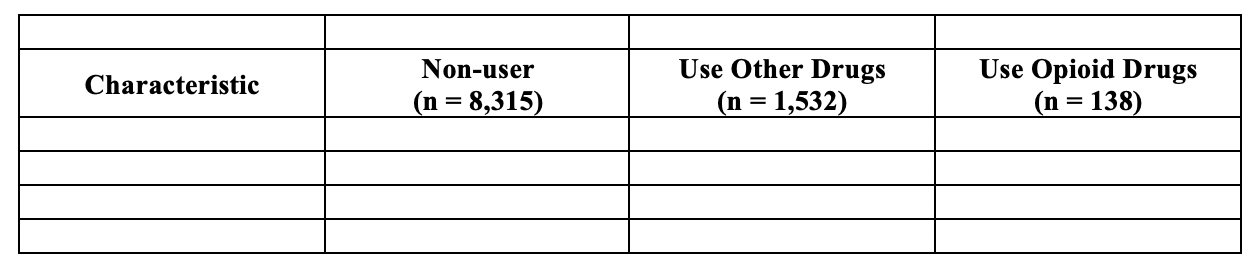 Characteristic
Non-user
(n = 8,315)
Use Other Drugs
(n = 1,532)
Use Opioid Drugs
(n = 138)